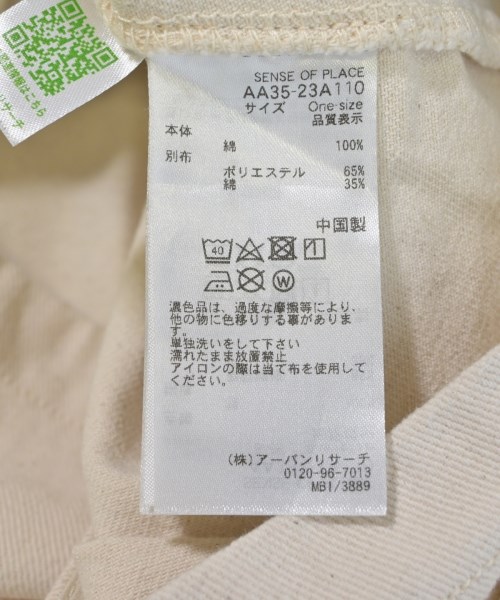 SENSE OF PLACE
AA35-23A110
サイズ One-size
品質表示
本体
綿 100%
別布
ポリエステル 65%
綿 35%
中国製
40
W
濃色品は、過度な摩擦等により、
他の物に色移りする事がありま
す。
単独洗いをして下さい
濡れたまま放置禁止
アイロンの際は当て布を使用して
ください。
(株)アーバンリサーチ
0120-96-7013
MBI/3889